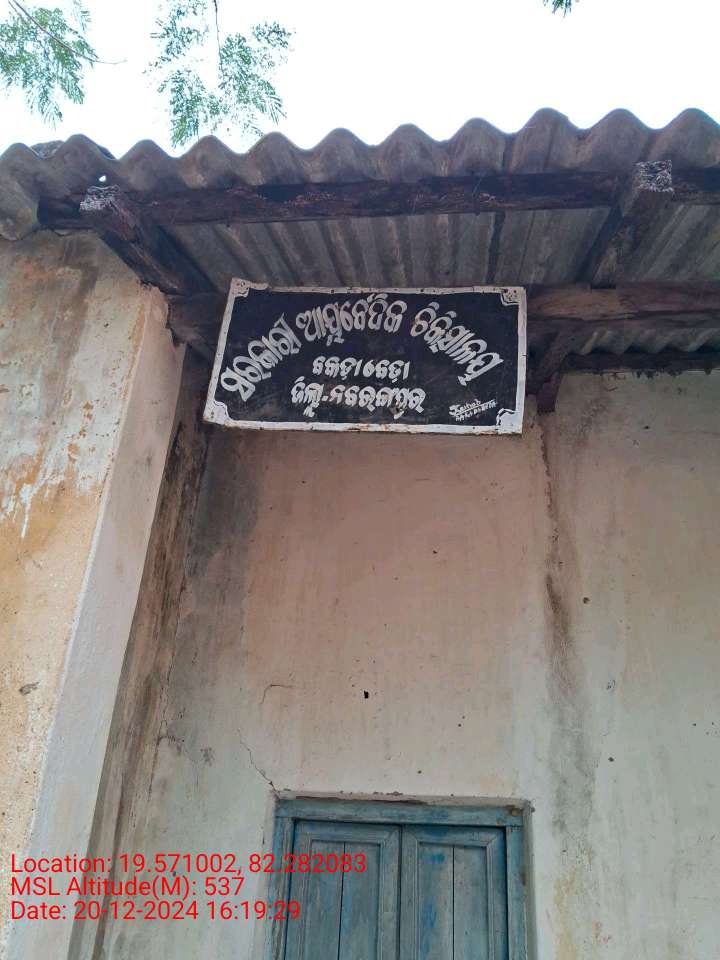 ସରକାରୀ ଆୟୁର୍ବେଦିକ ଚିକିତ୍ସାଳୟ
ଜିଲ୍ଲା-ନବରଙ୍ଗପୁର
Location: 19.571002, 82.282083
MSL Altitude(M): 537
Date: 20-12-2024 16:19:29